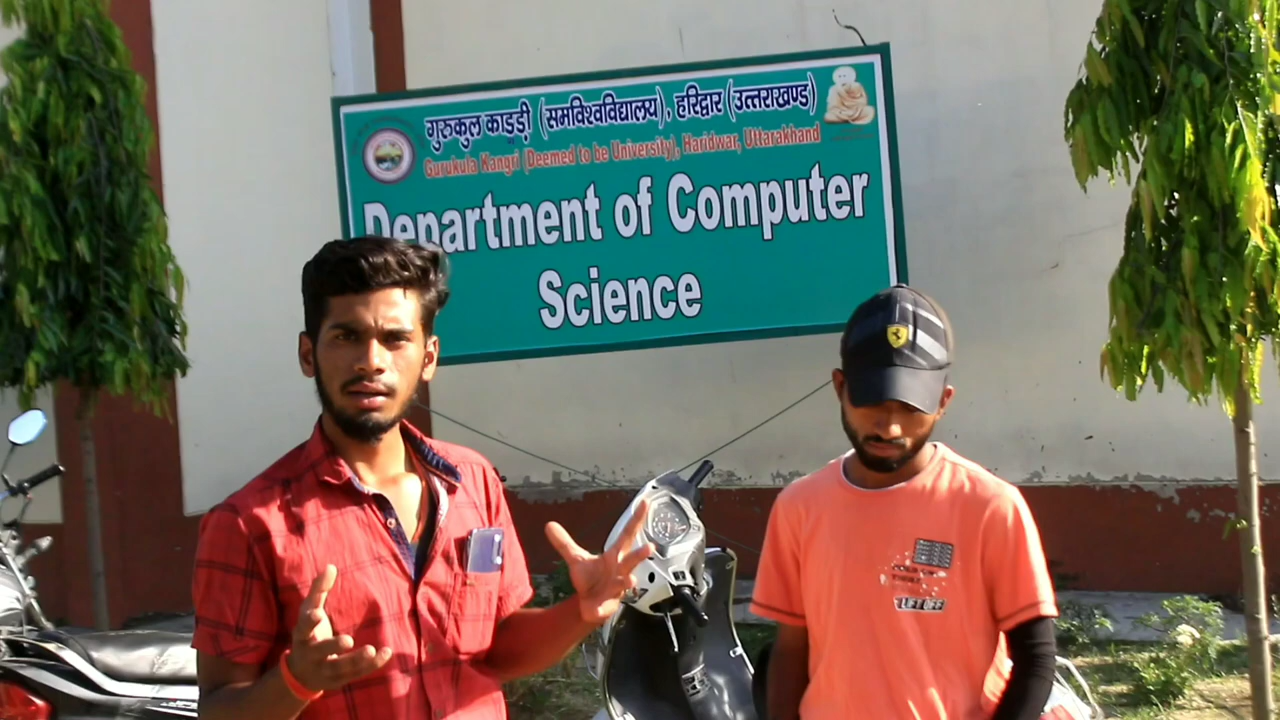 गुरुकुल काङ्ड़ी (समविश्वविद्यालय), हरिद्वार (उत्तराखण्ड)
Gurukula Kangri (Deemed to be University), Haridwar, Uttarakhand
Department of Computer
Science
LIFT OFF